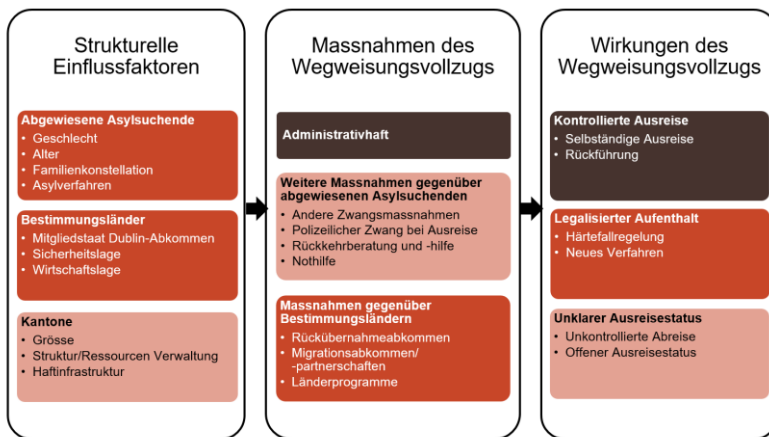 Strukturelle
Einflussfaktoren
Abgewiesene Asylsuchende
• Geschlecht
• Alter
• Familienkonstellation
• Asylverfahren
Bestimmungsländer
• Mitgliedstaat Dublin-Abkommen
• Sicherheitslage
• Wirtschaftslage
Kantone
• Grösse
• Struktur/Ressourcen Verwaltung
• Haftinfrastruktur
Massnahmen des
Wegweisungsvollzugs
Administrativhaft
Weitere Massnahmen gegenüber
abgewiesenen Asylsuchenden
• Andere Zwangsmassnahmen
• Polizeilicher Zwang bei Ausreise
• Rückkehrberatung und -hilfe
• Nothilfe
Massnahmen gegenüber
Bestimmungsländern
• Rückübernahmeabkommen
• Migrationsabkommen/
-partnerschaften
• Länderprogramme
Wirkungen des
Wegweisungsvollzugs
Kontrollierte Ausreise
• Selbständige Ausreise
• Rückführung
Legalisierter Aufenthalt
• Härtefallregelung
• Neues Verfahren
Unklarer Ausreisestatus
• Unkontrollierte Abreise
• Offener Ausreisestatus